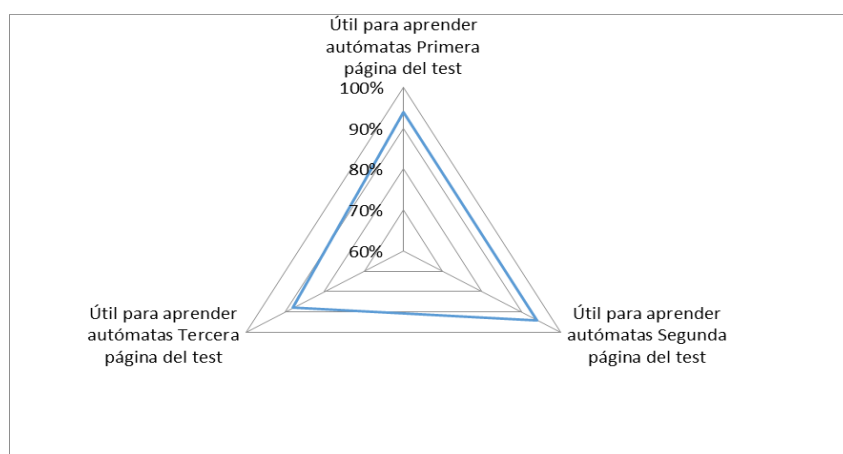 Útil para aprender
autómatas Primera
página del test
100%
90%
80%
70%
60%
Útil para aprender
autómatas Tercera
página del test
Útil para aprender
autómatas Segunda
página del test